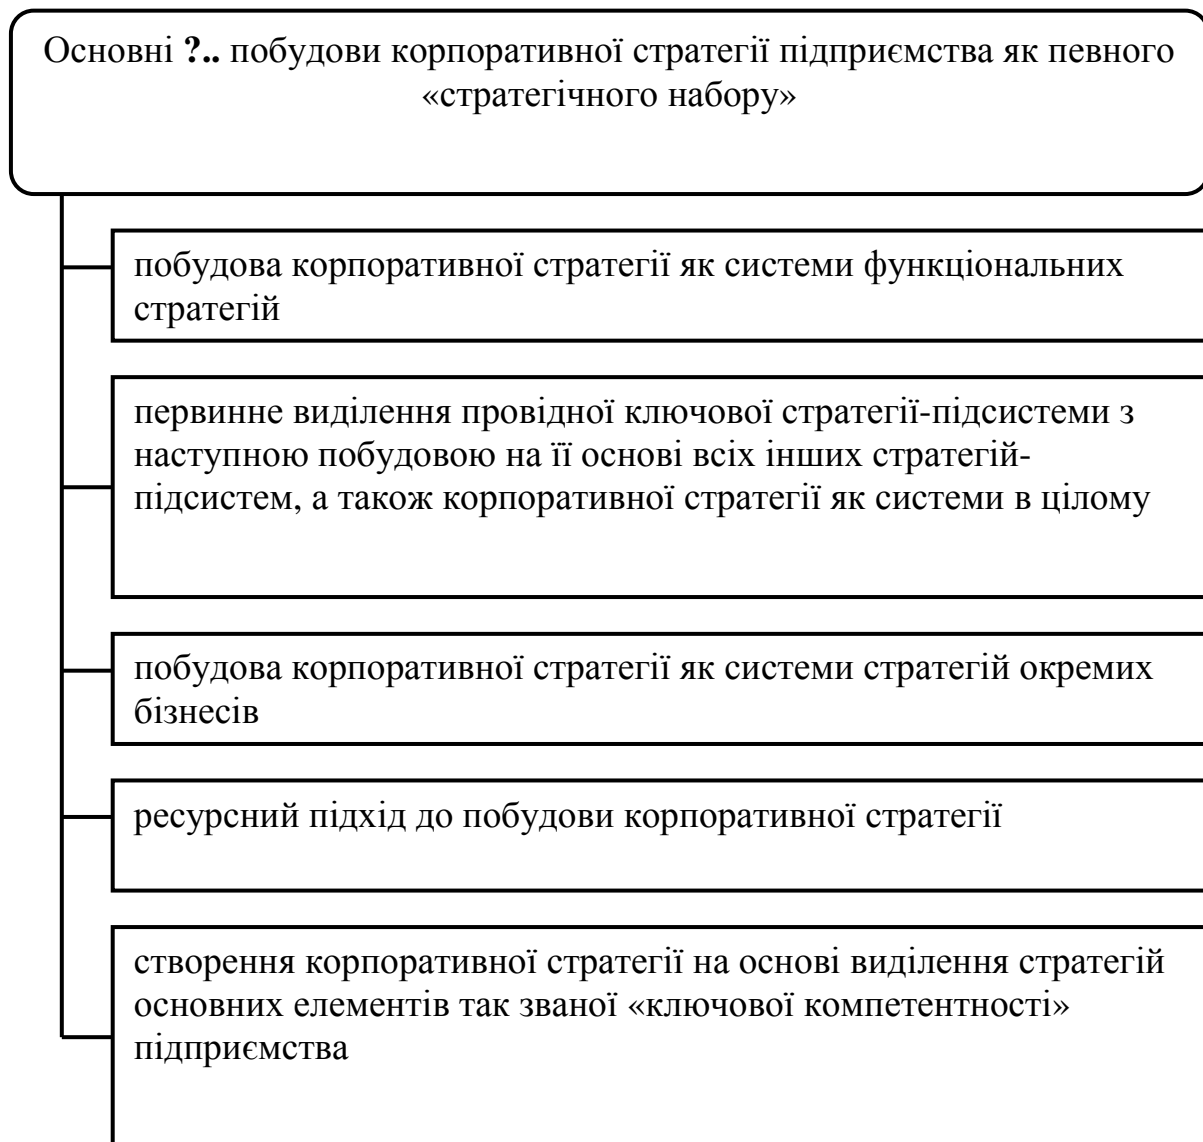 Основні ?.. побудови корпоративної стратегії підприємства як певного
«стратегічного набору»
побудова корпоративної стратегії як системи функціональних
стратегій
первинне виділення провідної ключової стратегії-підсистеми з
наступною побудовою на її основі всіх інших стратегій-
підсистем, а також корпоративної стратегії як системи в цілому
побудова корпоративної стратегії як системи стратегій окремих
бізнесів
ресурсний підхід до побудови корпоративної стратегії
створення корпоративної стратегії на основі виділення стратегій
основних елементів так званої «ключової компетентності»
підприємства